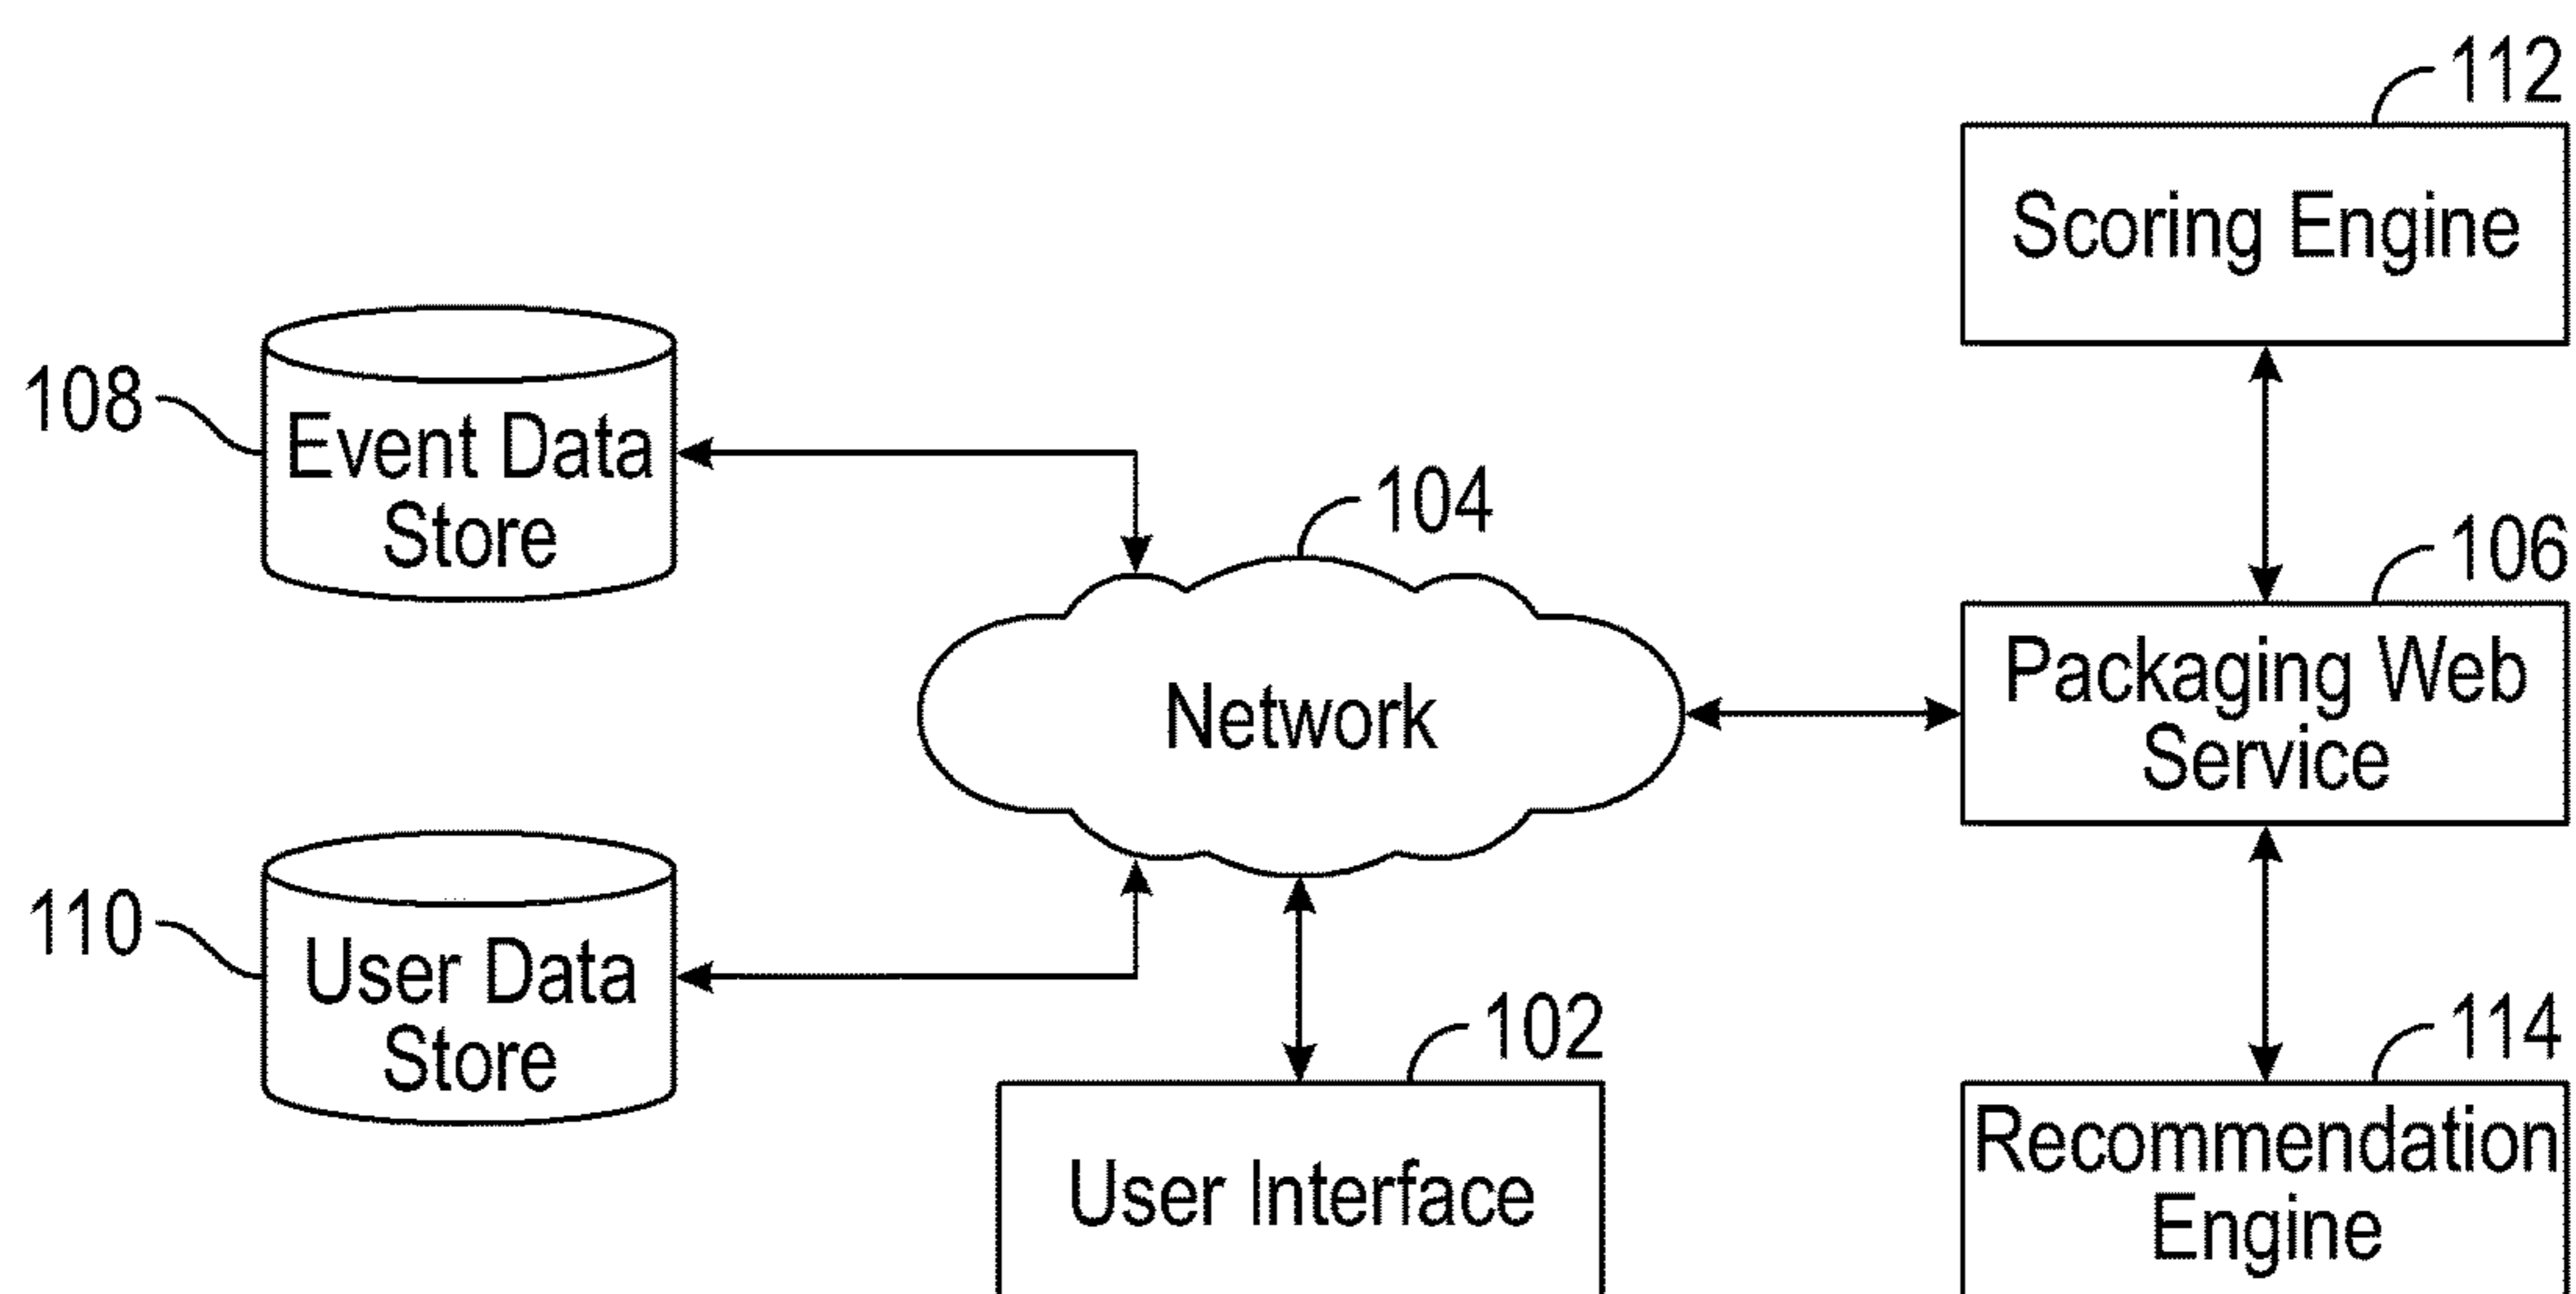 112
Scoring Engine
108
Event Data
Store
104
Network
106
Packaging Web
Service
110
User Data
Store
102
User Interface
114
Recommendation
Engine